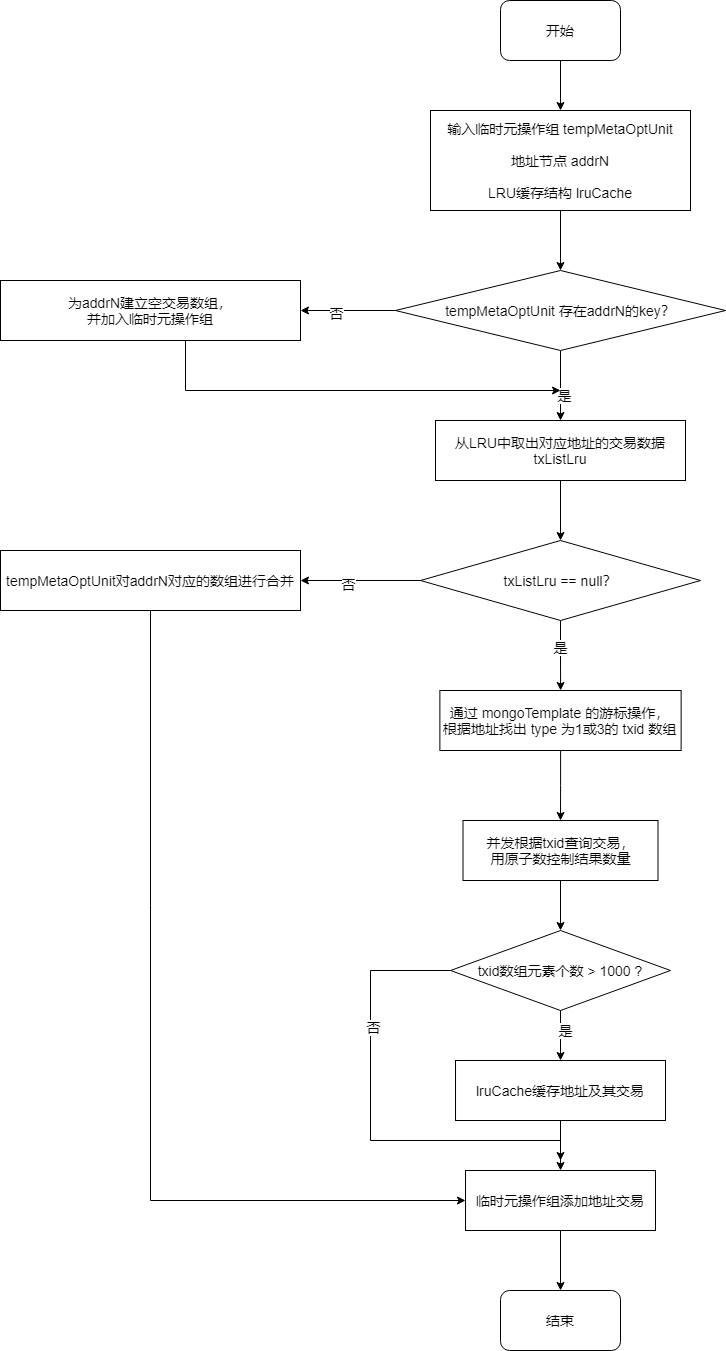 开始
输入临时元操作组 tempMetaOptUnit
地址节点 addrN
LRU缓存结构 lruCache
tempMetaOptUnit 存在addrN的key？
否
为addrN建立空交易数组，
并加入临时元操作组
是
从LRU中取出对应地址的交易数据
txListLru
txListLru == null？
否
tempMetaOptUnit对addrN对应的数组进行合并
是
通过 mongoTemplate 的游标操作，
根据地址找出 type 为1或3的 txid 数组
并发根据txid查询交易，
用原子数控制结果数量
txid数组元素个数 > 1000 ？
否
是
lruCache缓存地址及其交易
临时元操作组添加地址交易
结束